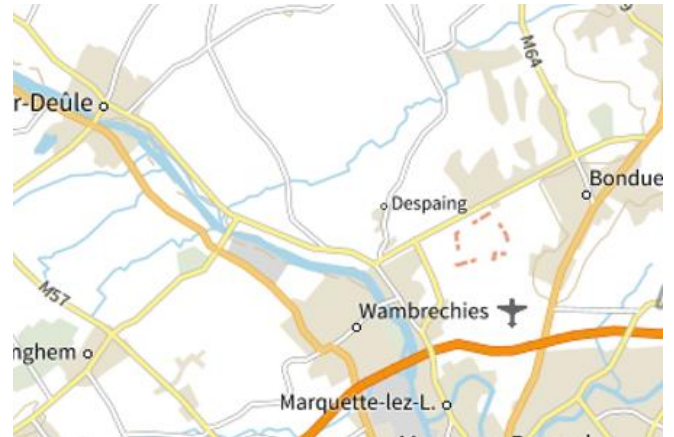 M64
r-Deûle
Bondue
Despaing
M57
Wambrechies
nghem
Marquette-lez-L.